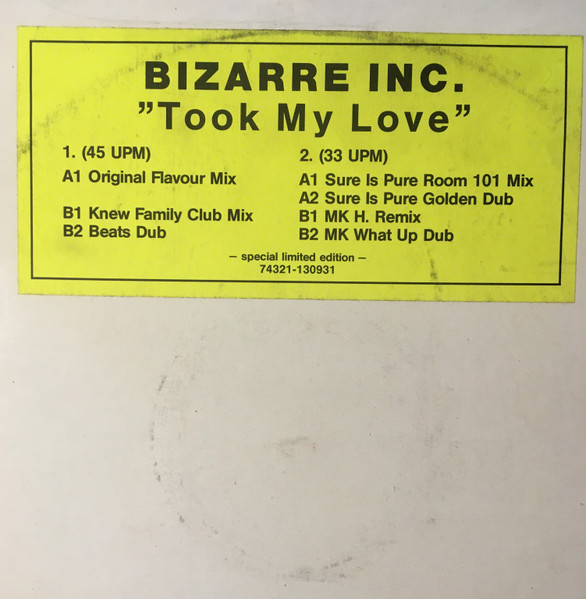 BIZARRE INC.
”Took My Love”
1. (45 UPM)
A1 Original Flavour Mix
B1 Knew Family Club Mix
B2 Beats Dub
2. (33 UPM)
A1 Sure Is Pure Room 101 Mix
A2 Sure Is Pure Golden Dub
B1 MK H. Remix
B2 MK What Up Dub
– special limited edition –
74321-130931